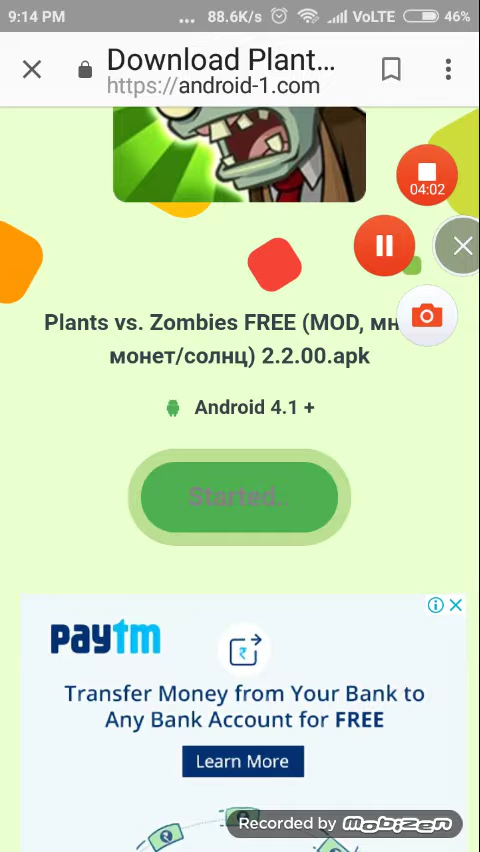 9:14 PM ... 88.6K/s VoLTE 46%
Download Plant...
https://android-1.com
04:02
Plants vs. Zombies FREE (MOD,
монет/солнц) 2.2.00.apk
Android 4.1 +
Started..
paytm
Transfer Money from Your Bank to
Any Bank Account for FREE
Learn More
Recorded by mobizen